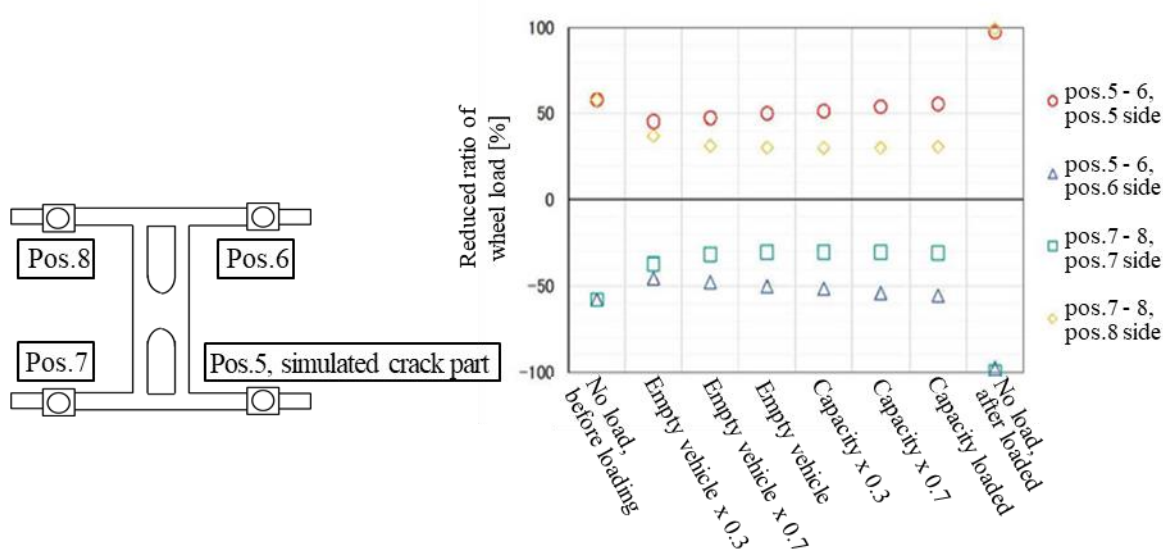 Pos.8
Pos.6
Pos.7
Pos.5, simulated crack part
Reduced ratio of
wheel load [%]
100
50
0
-50
-100
No load,
before loading
Empty vehicle x 0.3
Empty vehicle x 0.7
Empty vehicle
Capacity x 0.3
Capacity x 0.7
Capacity loaded
No load,
after loaded
pos.5 - 6,
pos.5 side
pos.5 - 6,
pos.6 side
pos.7 - 8,
pos.7 side
pos.7 - 8,
pos.8 side